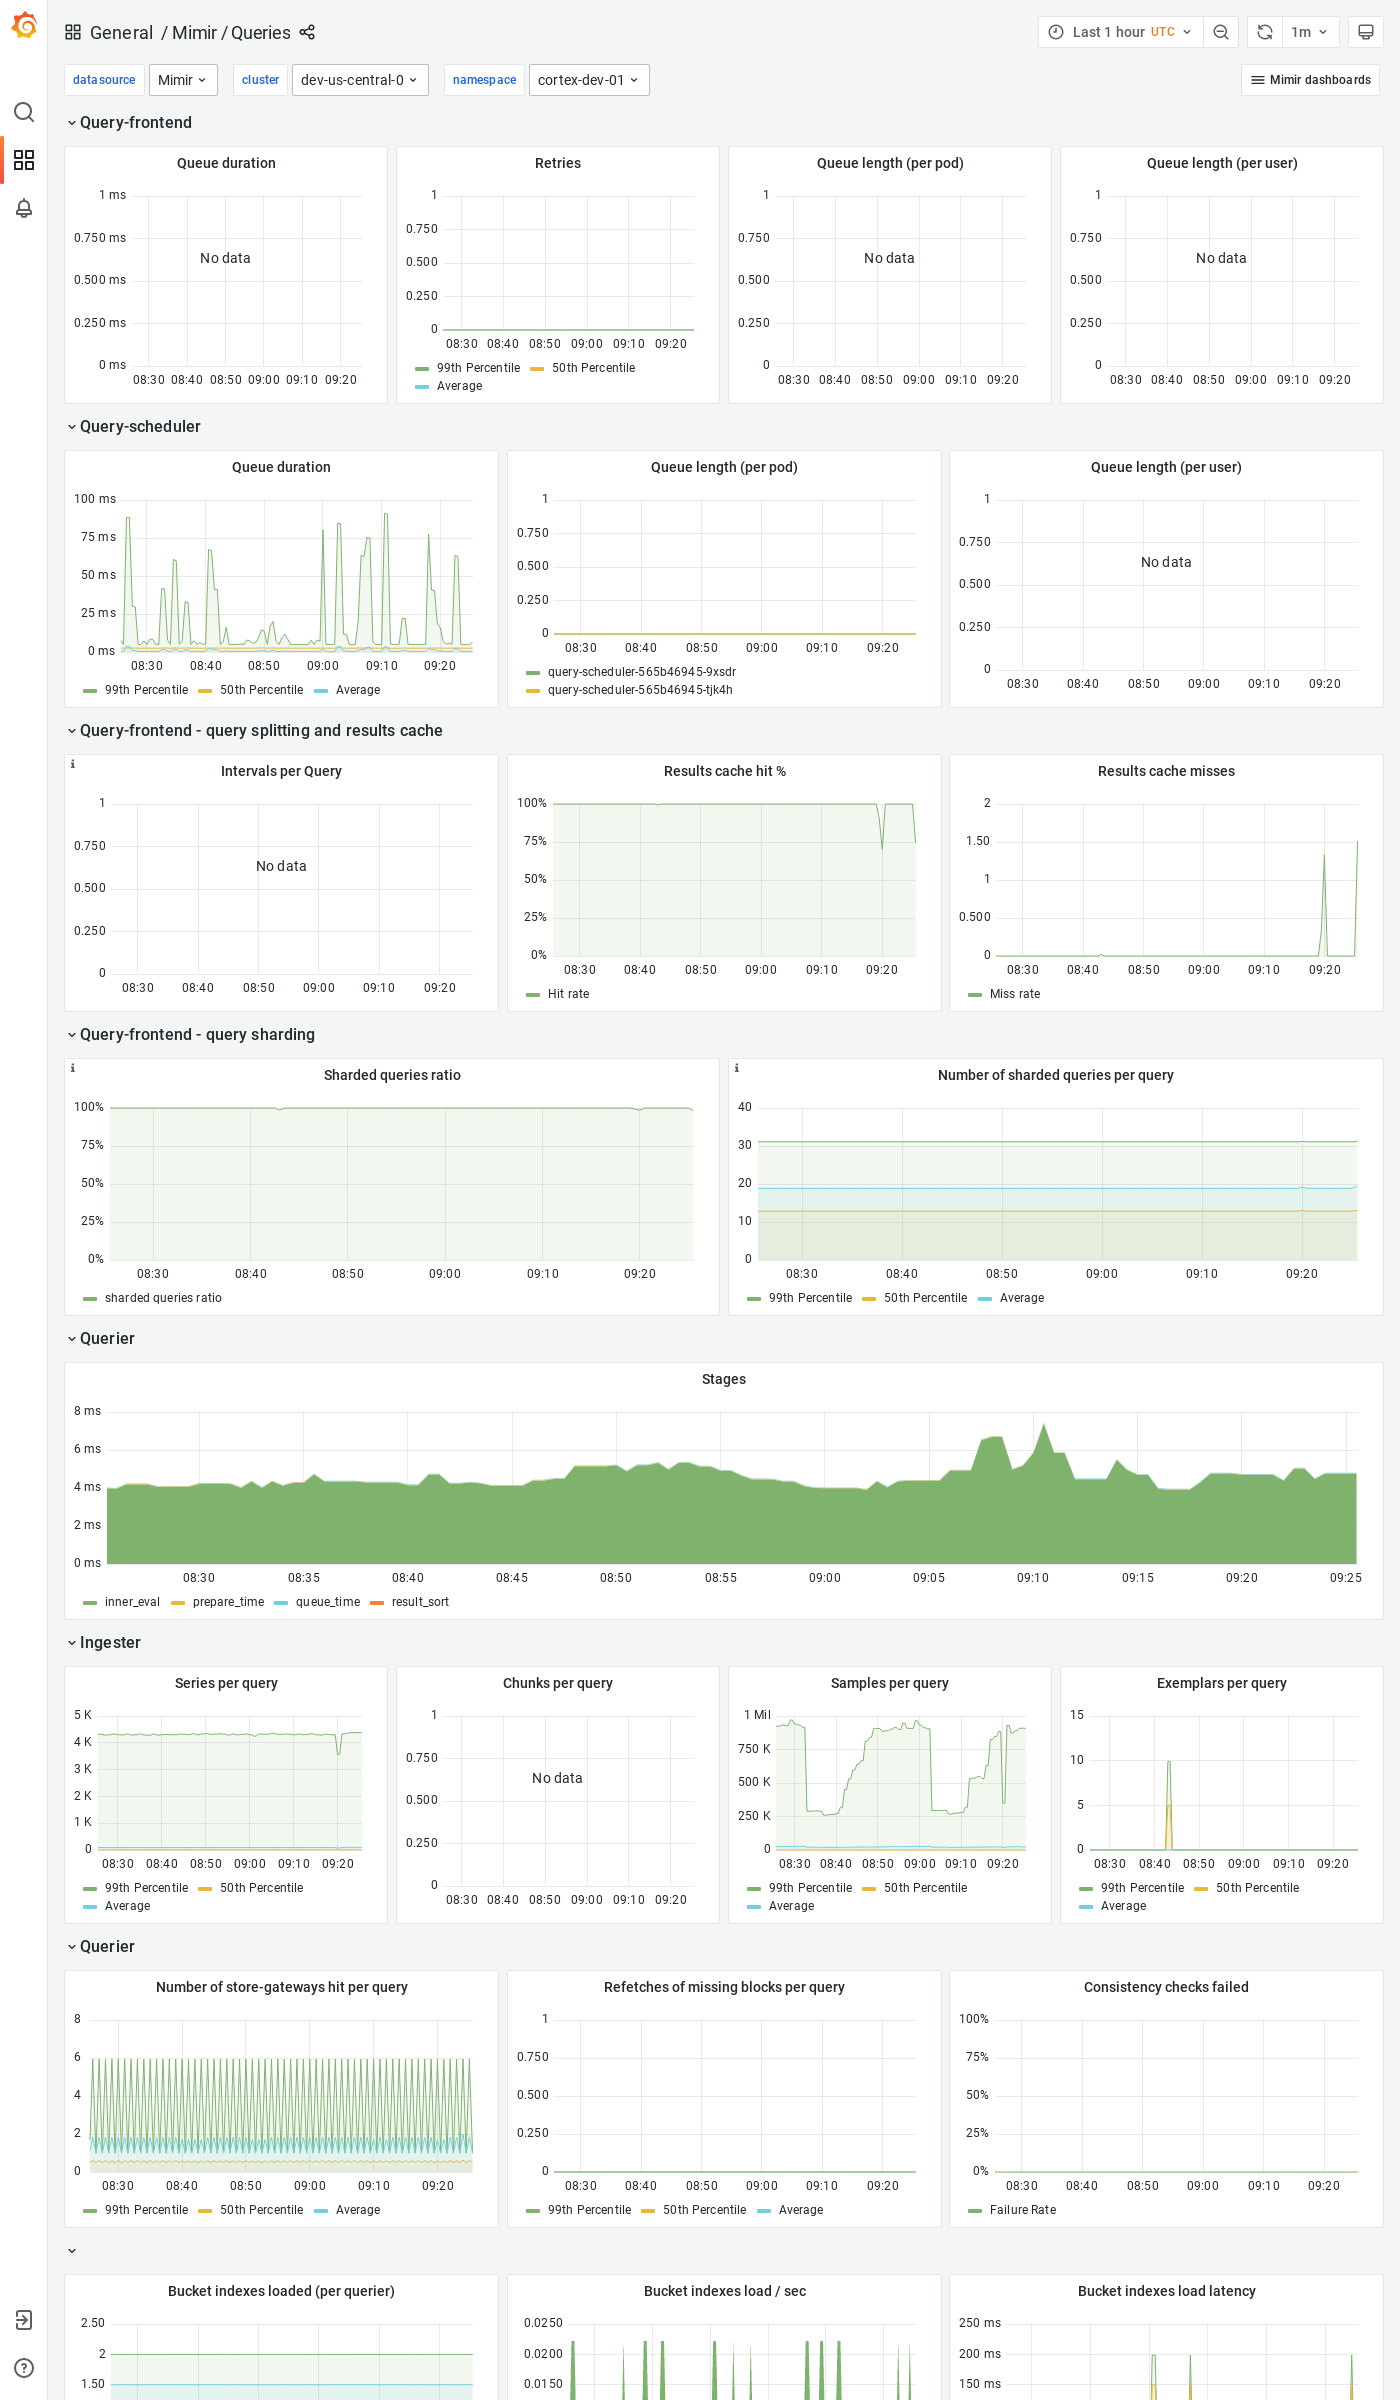 General / Mimir / Queries
Last 1 hour UTC
1m
datasource Mimir cluster dev-us-central-0 namespace cortex-dev-01 Mimir dashboards
Query-frontend
Queue duration
1 ms
0.750 ms
0.500 ms
0.250 ms
0 ms
No data
08:30 08:40 08:50 09:00 09:10 09:20
Retries
1
0.750
0.500
0.250
0
08:30 08:40 08:50 09:00 09:10 09:20
99th Percentile 50th Percentile
Average
Queue length (per pod)
1
0.750
0.500
0.250
0
No data
08:30 08:40 08:50 09:00 09:10 09:20
Queue length (per user)
1
0.750
0.500
0.250
0
No data
08:30 08:40 08:50 09:00 09:10 09:20
Query-scheduler
Queue duration
100 ms
75 ms
50 ms
25 ms
0 ms
08:30 08:40 08:50 09:00 09:10 09:20
99th Percentile 50th Percentile Average
Queue length (per pod)
1
0.750
0.500
0.250
0
08:30 08:40 08:50 09:00 09:10 09:20
query-scheduler-565b46945-9xsdr
query-scheduler-565b46945-tjk4h
Queue length (per user)
1
0.750
0.500
0.250
0
No data
08:30 08:40 08:50 09:00 09:10 09:20
Query-frontend - query splitting and results cache
Intervals per Query
1
0.750
0.500
0.250
0
No data
08:30 08:40 08:50 09:00 09:10 09:20
Results cache hit %
100%
75%
50%
25%
0%
08:30 08:40 08:50 09:00 09:10 09:20
Hit rate
Results cache misses
2
1.50
1
0.500
0
08:30 08:40 08:50 09:00 09:10 09:20
Miss rate
Query-frontend - query sharding
Sharded queries ratio
100%
75%
50%
25%
0%
08:30 08:40 08:50 09:00 09:10 09:20
sharded queries ratio
Number of sharded queries per query
40
30
20
10
0
08:30 08:40 08:50 09:00 09:10 09:20
99th Percentile 50th Percentile Average
Querier
Stages
8 ms
6 ms
4 ms
2 ms
0 ms
08:30 08:35 08:40 08:45 08:50 08:55 09:00 09:05 09:10 09:15 09:20 09:25
inner_eval prepare_time queue_time result_sort
Ingester
Series per query
5 K
4 K
3 K
2 K
1 K
0
08:30 08:40 08:50 09:00 09:10 09:20
99th Percentile 50th Percentile
Average
Chunks per query
1
0.750
0.500
0.250
0
No data
08:30 08:40 08:50 09:00 09:10 09:20
Samples per query
1 Mil
750 K
500 K
250 K
0
08:30 08:40 08:50 09:00 09:10 09:20
99th Percentile 50th Percentile
Average
Exemplars per query
15
10
5
0
08:30 08:40 08:50 09:00 09:10 09:20
99th Percentile 50th Percentile
Average
Querier
Number of store-gateways hit per query
8
6
4
2
0
08:30 08:40 08:50 09:00 09:10 09:20
99th Percentile 50th Percentile Average
Refetches of missing blocks per query
1
0.750
0.500
0.250
0
08:30 08:40 08:50 09:00 09:10 09:20
99th Percentile 50th Percentile Average
Consistency checks failed
100%
75%
50%
25%
0%
08:30 08:40 08:50 09:00 09:10 09:20
Failure Rate
Bucket indexes loaded (per querier)
2.50
2
1.50
Bucket indexes load / sec
0.0250
0.0200
0.0150
Bucket indexes load latency
250 ms
200 ms
150 ms